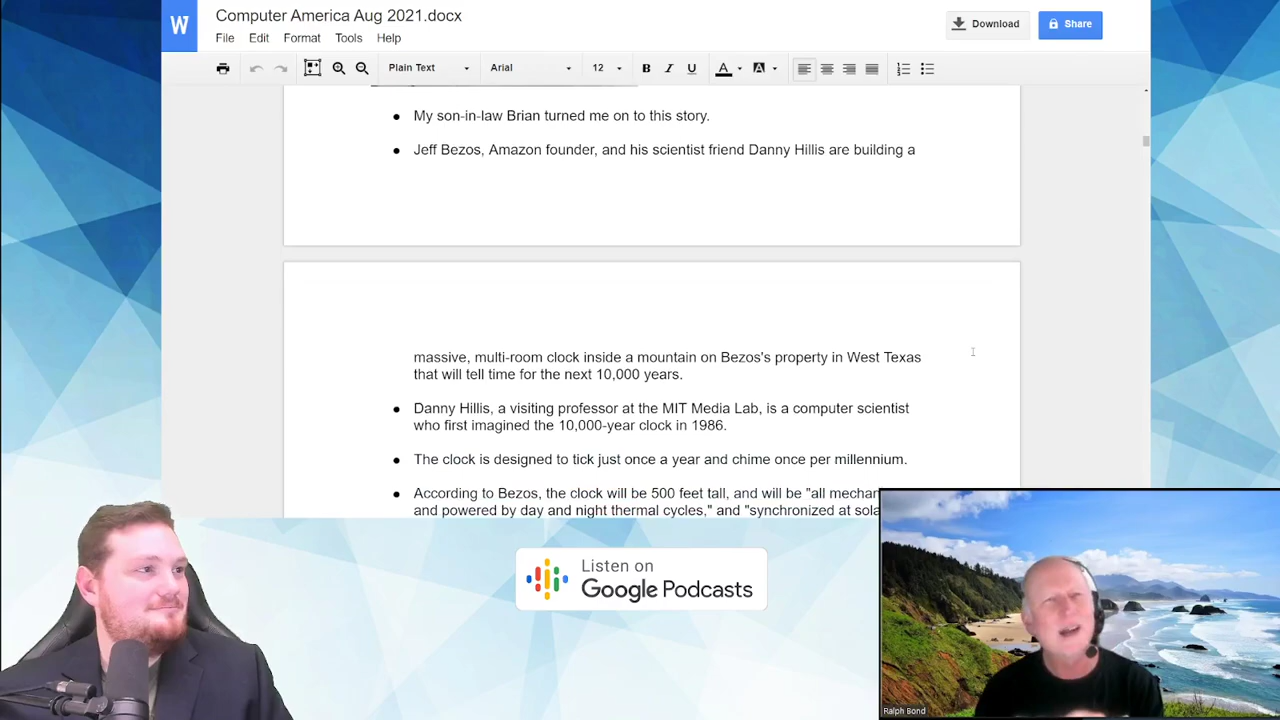 W
Computer America Aug 2021.docx
File Edit Format Tools Help
Download
Share
Plain Text
Arial
12
B I U A A
My son-in-law Brian turned me on to this story.
Jeff Bezos, Amazon founder, and his scientist friend Danny Hillis are building a
massive, multi-room clock inside a mountain on Bezos's property in West Texas
that will tell time for the next 10,000 years.
Danny Hillis, a visiting professor at the MIT Media Lab, is a computer scientist
who first imagined the 10,000-year clock in 1986.
The clock is designed to tick just once a year and chime once per millennium.
According to Bezos, the clock will be 500 feet tall, and will be "all
and powered by day and night thermal cycles," and "synchronized at
Listen on
Google Podcasts
Ralph Bond